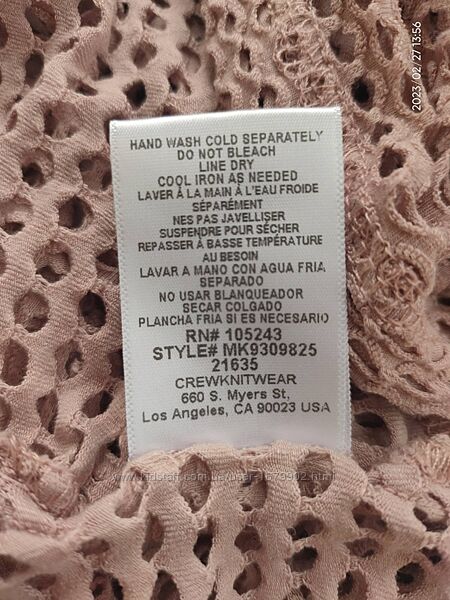 HAND WASH COLD SEPARATELY
DO NOT BLEACH
LINE DRY
COOL IRON AS NEEDED
LAVER À LA MAIN À L'EAU FROIDE
SÉPARÉMENT
NES PAS JAVELLISER
SUSPENDRE POUR SÉCHER
REPASSER À BASSE TEMPÉRATURE
AU BESOIN
LAVAR A MANO CON AGUA FRIA
SEPARADO
NO USAR BLANQUEADOR
SECAR COLGADO
PLANCHA FRIA SI ES NECESARIO
RN# 105243
STYLE# MK9309825
21635
CREWKNITWEAR
660 S. Myers St,
Los Angeles, CA 90023 USA
2023/02/27 13:56